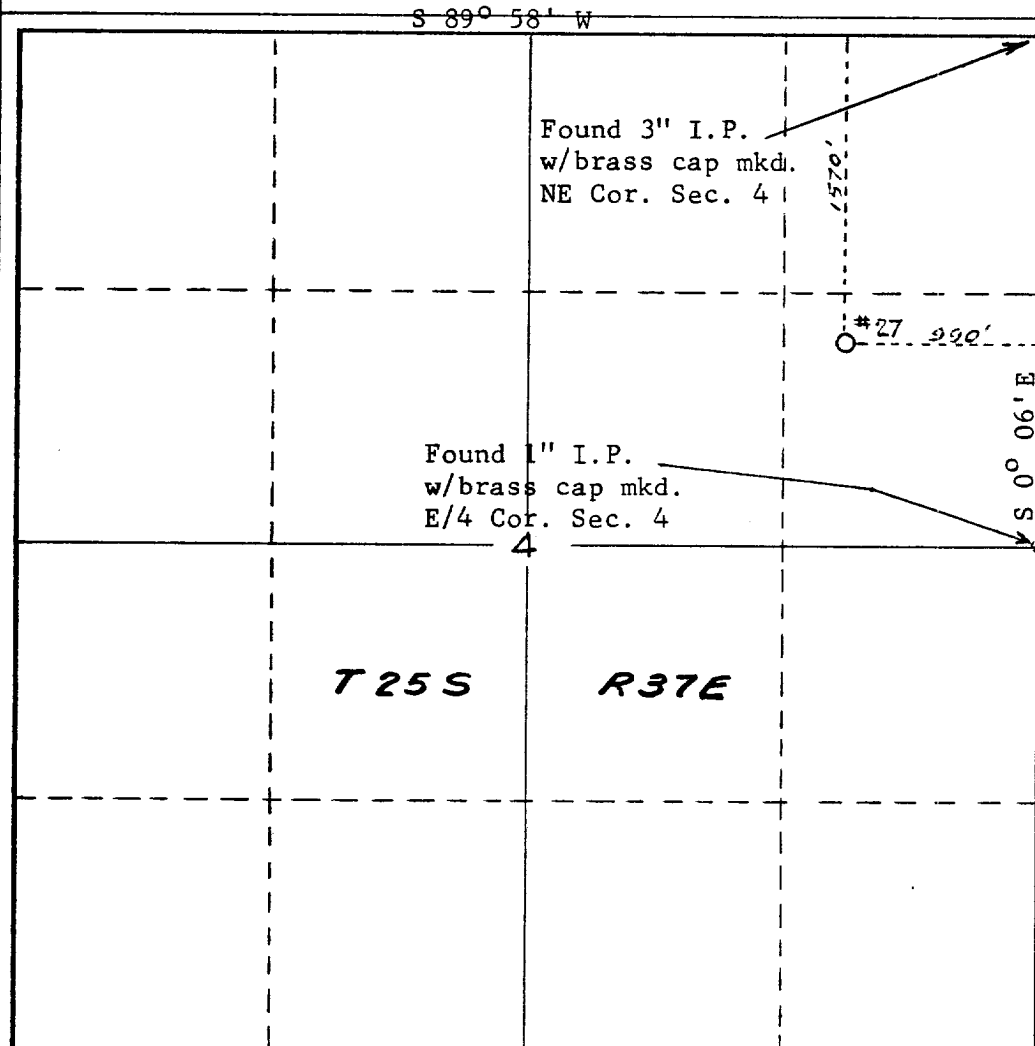 S 89° 58' W
Found 3" I.P.
w/brass cap mkd.
NE Cor. Sec. 4
1570'
#27 990'
S 0° 06' E
Found 1" I.P.
w/brass cap mkd.
E/4 Cor. Sec. 4
4
T 25 S R 37 E